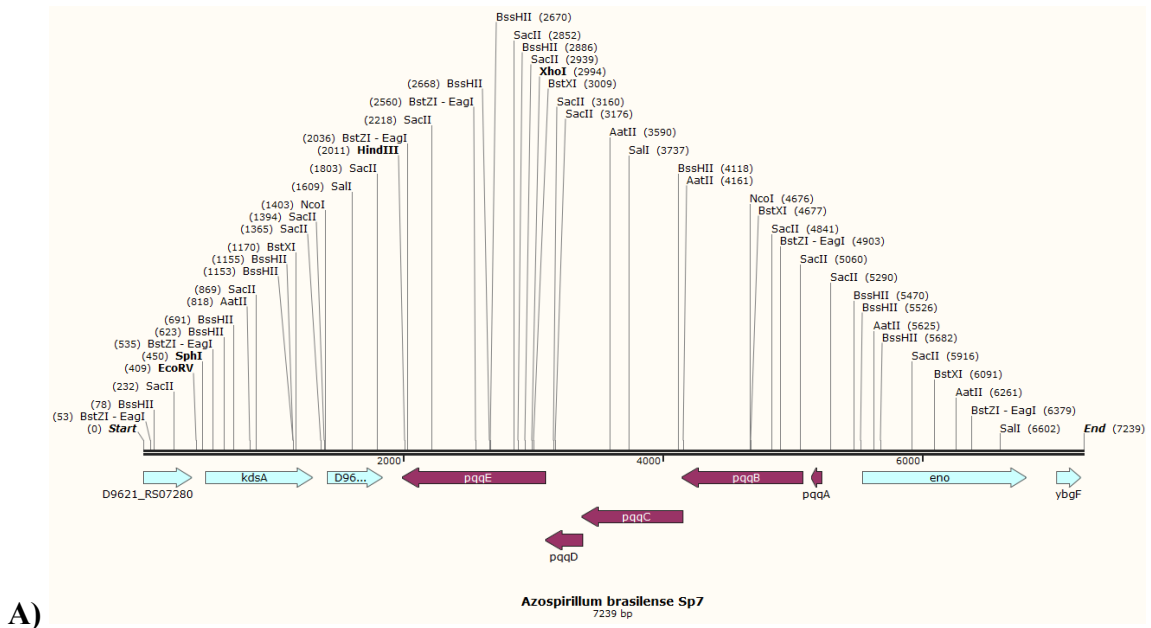 BssHII (2670)
SacII (2852)
BssHII (2886)
SacII (2939)
XhoI (2994)
(2668) BssHII
BstXI (3009)
(2560) BstZI - EagI
SacII (3160)
(2218) SacII
SacII (3176)
(2036) BstZI - EagI
AatII (3590)
(2011) HindIII
SalI (3737)
(1803) SacII
BssHII (4118)
(1609) SalI
AatII (4161)
(1403) NcoI
NcoI (4676)
(1394) SacII
BstXI (4677)
(1365) SacII
SacII (4841)
(1170) BstXI
BstZI - EagI (4903)
(1155) BssHII
SacII (5060)
(1153) BssHII
SacII (5290)
(869) SacII
BssHII (5470)
(818) AatII
BssHII (5526)
(691) BssHII
AatII (5625)
(623) BssHII
BssHII (5682)
(535) BstZI - EagI
SacII (5916)
(450) SphI
BstXI (6091)
(409) EcoRV
AatII (6261)
(232) SacII
BstZI - EagI (6379)
(78) BssHII
(53) BstZI - EagI
(0) Start
SalI (6602)
End (7239)
2000 4000 6000
kdsA D96... pqqE pqqB eno
D9621_RS07280 pqqA ybgF
pqqC
pqqD
Azospirillum brasilense Sp7
7239 bp
A)